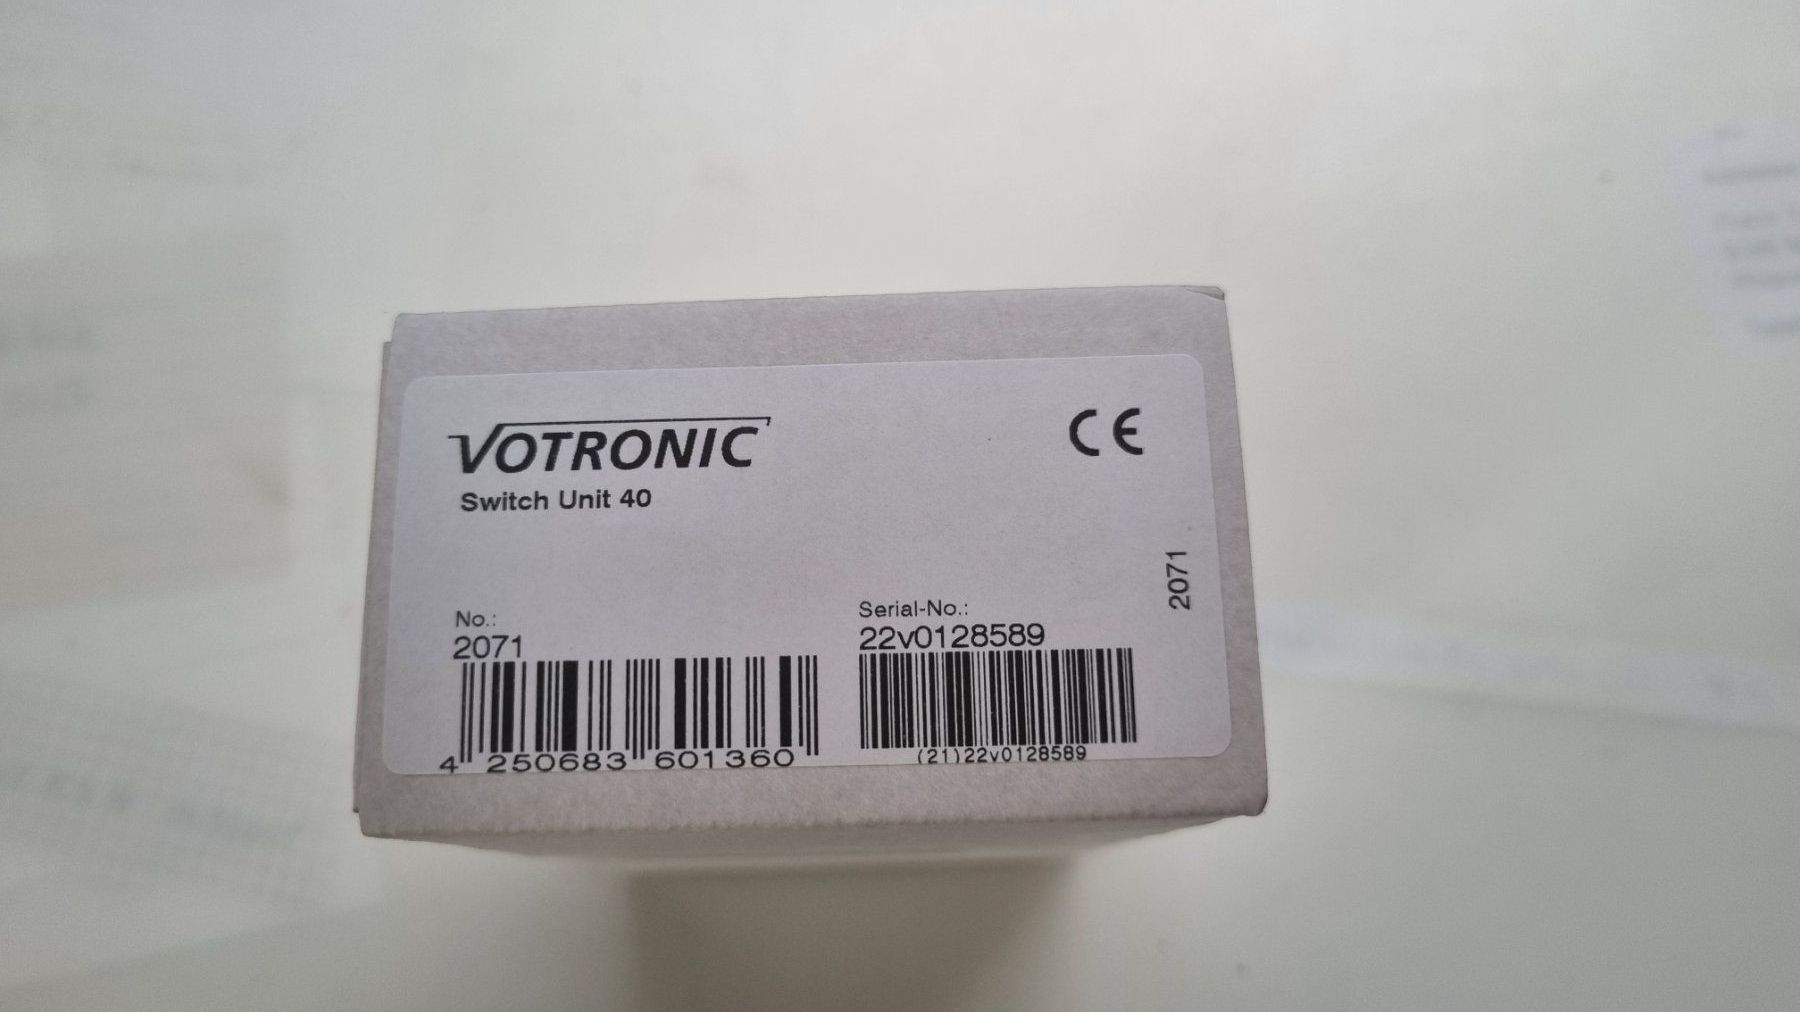 VOTRONIC
CE
Switch Unit 40
2071
No.:
2071
Serial-No.:
22v0128589
4 250683 601360
(21)22v0128589